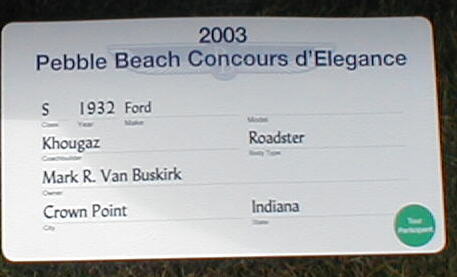 2003
Pebble Beach Concours d'Elegance
S 1932 Ford
Class Year Make Model
Khougaz Roadster
Coachbuilder Body Type
Mark R. Van Buskirk
Owner
Crown Point Indiana
City State
Tour
Participant